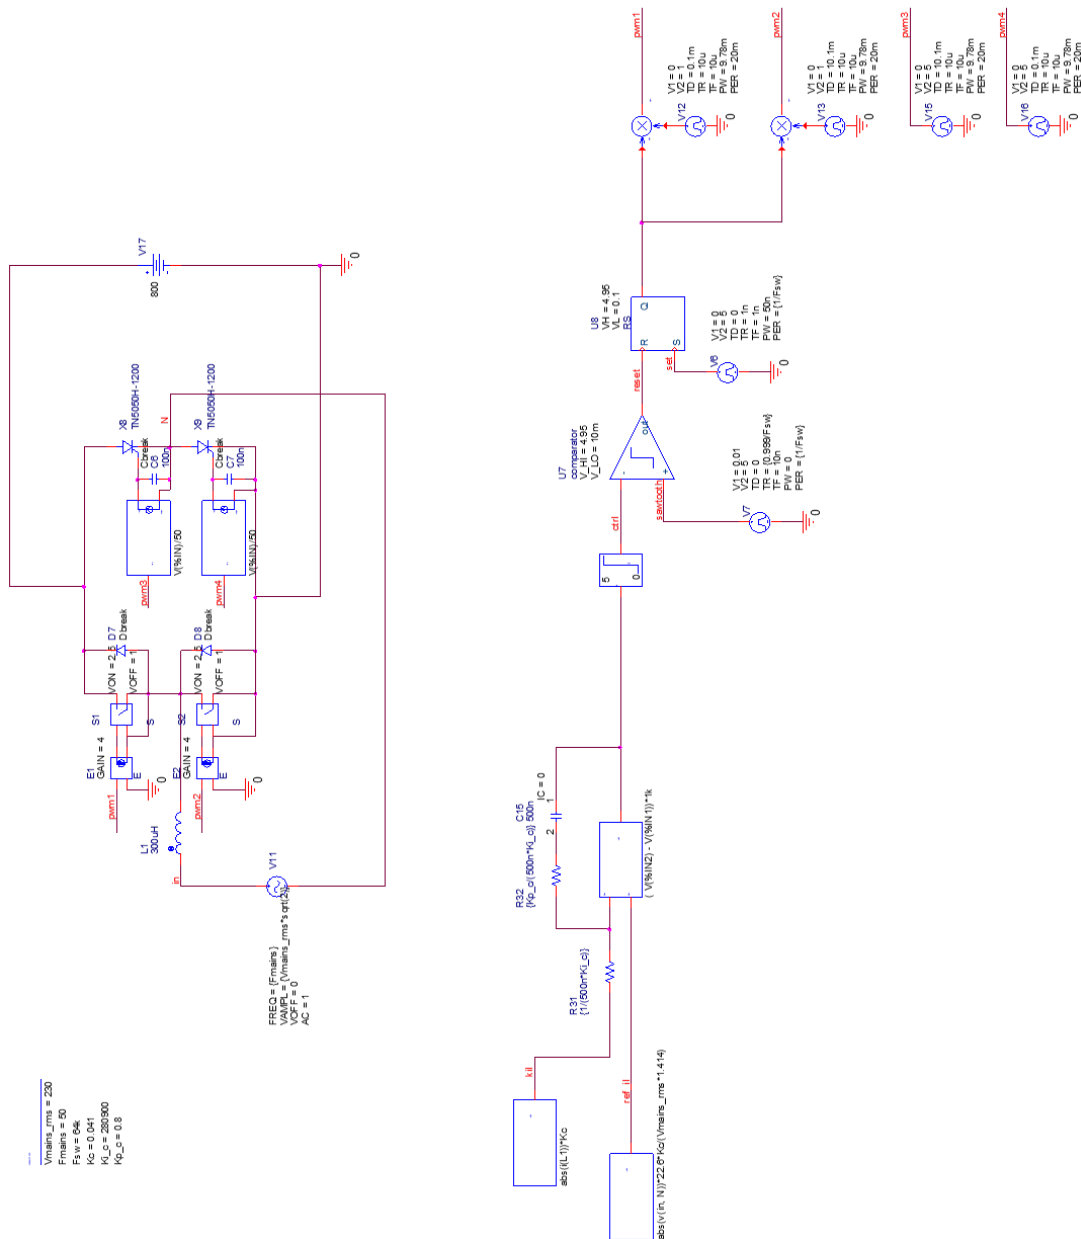 pwm1
V12
V1 = 0
V2 = 1
TD = 0.1m
TR = 10u
TF = 10u
PW = 9.78m
PER = 20m
0
pwm2
V13
V1 = 0
V2 = 1
TD = 10.1m
TR = 10u
TF = 10u
PW = 9.78m
PER = 20m
0
pwm3
V15
V1 = 0
V2 = 5
TD = 10.1m
TR = 10u
TF = 10u
PW = 9.78m
PER = 20m
0
pwm4
V16
V1 = 0
V2 = 5
TD = 0.1m
TR = 10u
TF = 10u
PW = 9.78m
PER = 20m
0
V17
800
0
X8
TN5050H-1200
Cbreak
C6
100n
N
X9
TN5050H-1200
Cbreak
C7
100n
V(%IN)/50
V(%IN)/50
pwm3
pwm4
D7
Dbreak
VON = 2.5
VOFF = 1
S1
S
D8
Dbreak
VON = 2.5
VOFF = 1
S2
S
E1
GAIN = 4
E
0
pwm1
E2
GAIN = 4
E
0
pwm2
L1
300uH
in
V11
FREQ = {Fmains}
VAMPL = {Vmains_rms*sqrt(2)}
VOFF = 0
AC = 1
U8
VH = 4.95
VL = 0.1
RS
R
S
Q
reset
set
V6
V1 = 0
V2 = 5
TD = 0
TR = 1n
TF = 1n
PW = 50n
PER = {1/Fsw}
0
U7
comparator
V_HI = 4.95
V_LO = 10m
out
ctrl
sawtooth
V7
V1 = 0.01
V2 = 5
TD = 0
TR = {0.999/Fsw}
TF = 10n
PW = 0
PER = {1/Fsw}
0
5
0
IC = 0
C15
500n
1
2
R32
{Kp_c/(500n*Ki_c)}
( V(%IN2) - V(%IN1))*1k
R31
{1/(500n*Ki_c)}
kil
abs(i(L1))*Kc
ref_il
abs(v(in, N))*22.6*Kc/(Vmains_rms*1.414)
Vmains_rms = 230
Fmains = 50
Fsw = 64k
Kc = 0.041
Ki_c = 280900
Kp_c = 0.8